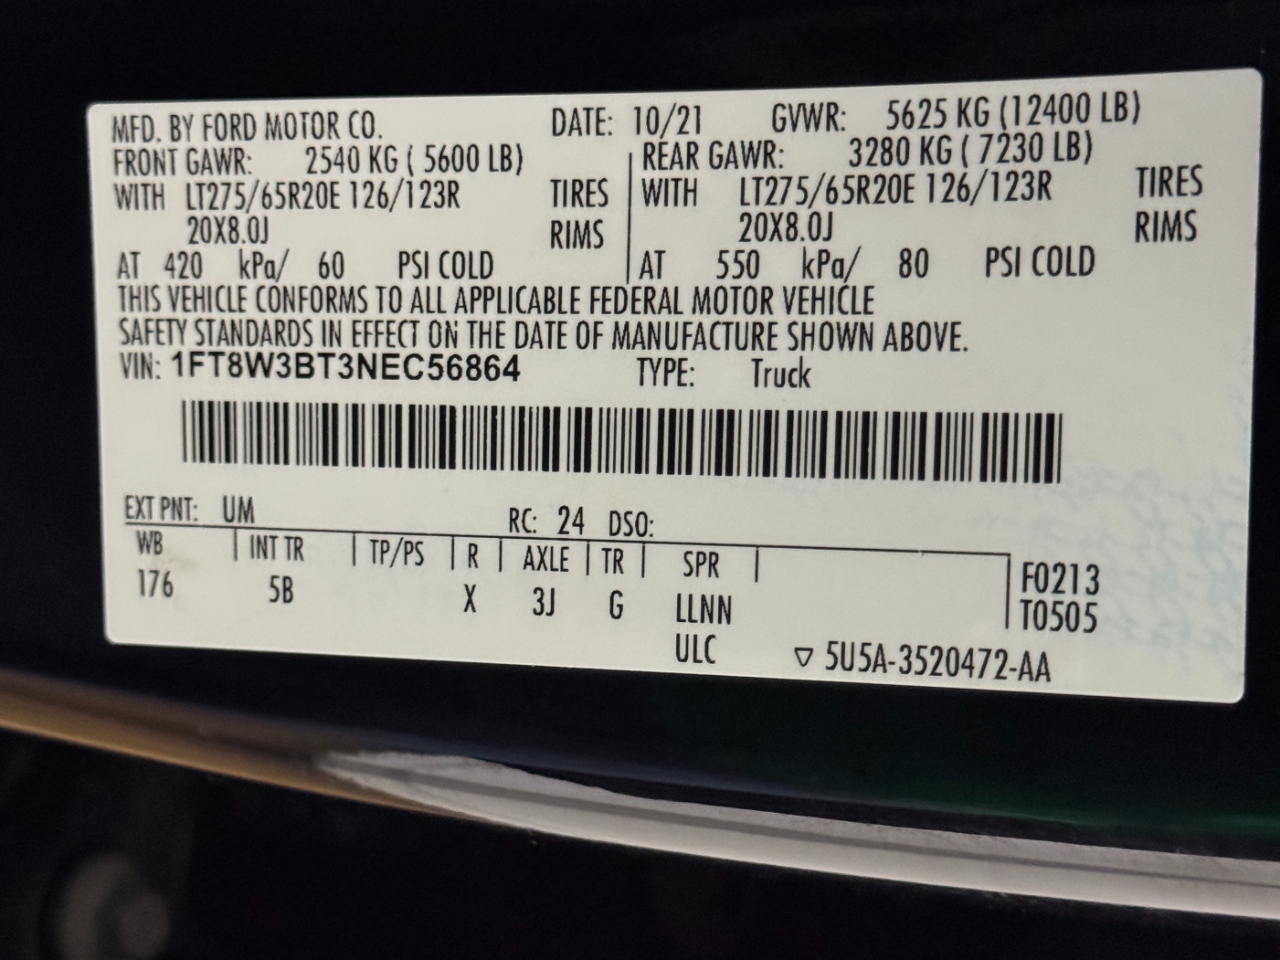 MFD. BY FORD MOTOR CO. DATE: 10/21 GVWR: 5625 KG (12400 LB)
FRONT GAWR: 2540 KG ( 5600 LB) REAR GAWR: 3280 KG ( 7230 LB)
WITH LT275/65R20E 126/123R TIRES WITH LT275/65R20E 126/123R TIRES
20X8.0J RIMS 20X8.0J RIMS
AT 420 kPa/ 60 PSI COLD AT 550 kPa/ 80 PSI COLD
THIS VEHICLE CONFORMS TO ALL APPLICABLE FEDERAL MOTOR VEHICLE
SAFETY STANDARDS IN EFFECT ON THE DATE OF MANUFACTURE SHOWN ABOVE.
VIN: 1FT8W3BT3NEC56864 TYPE: Truck
EXT PNT: UM RC: 24 DSO:
WB INT TR TP/PS R AXLE TR SPR F0213
176 5B X 3J G LLNN T0505
ULC ▽ 5U5A-3520472-AA